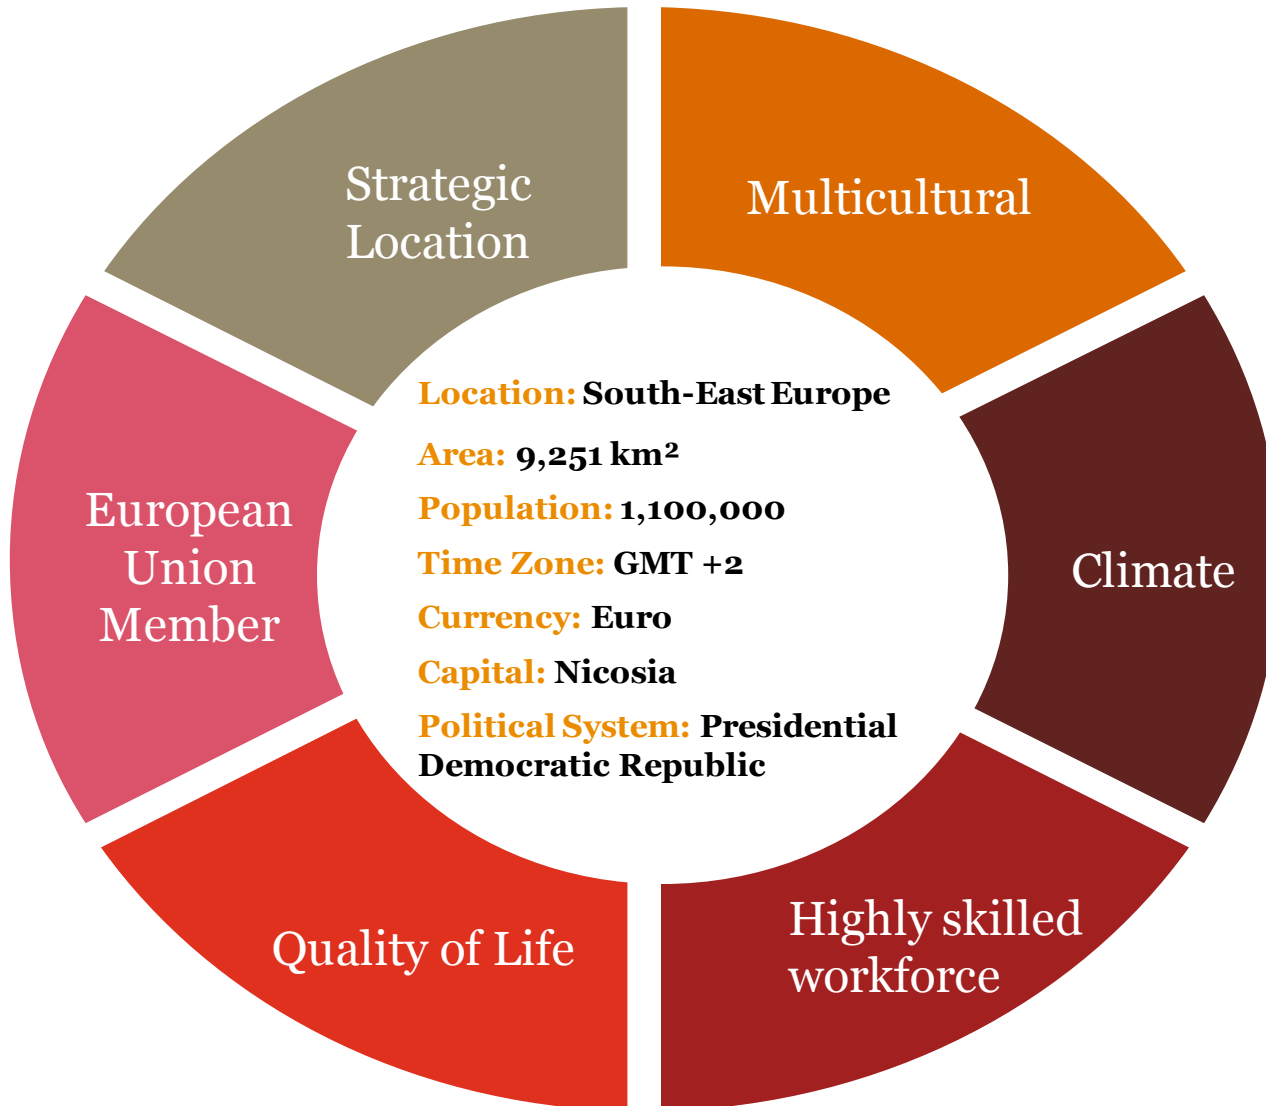 Strategic
Location
Multicultural
European
Union
Member
Location: South-East Europe
Area: 9,251 km²
Population: 1,100,000
Time Zone: GMT +2
Currency: Euro
Capital: Nicosia
Political System: Presidential
Democratic Republic
Climate
Quality of Life
Highly skilled
workforce